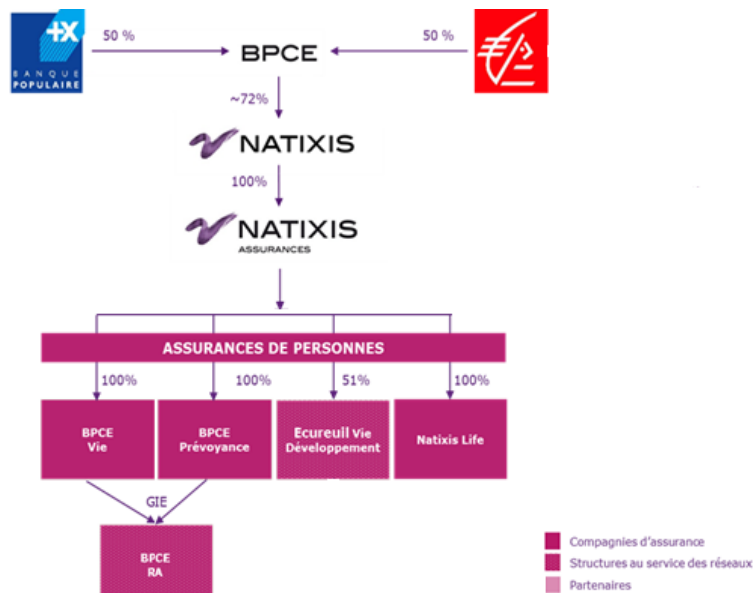 BANQUE
POPULAIRE
50 %
BPCE
50 %
~72%
NATIXIS
100%
NATIXIS
ASSURANCES
ASSURANCES DE PERSONNES
100%
100%
51%
100%
BPCE
Vie
BPCE
Prévoyance
Ecureuil Vie
Développement
Natixis Life
GIE
BPCE
RA
Compagnies d'assurance
Structures au service des réseaux
Partenaires